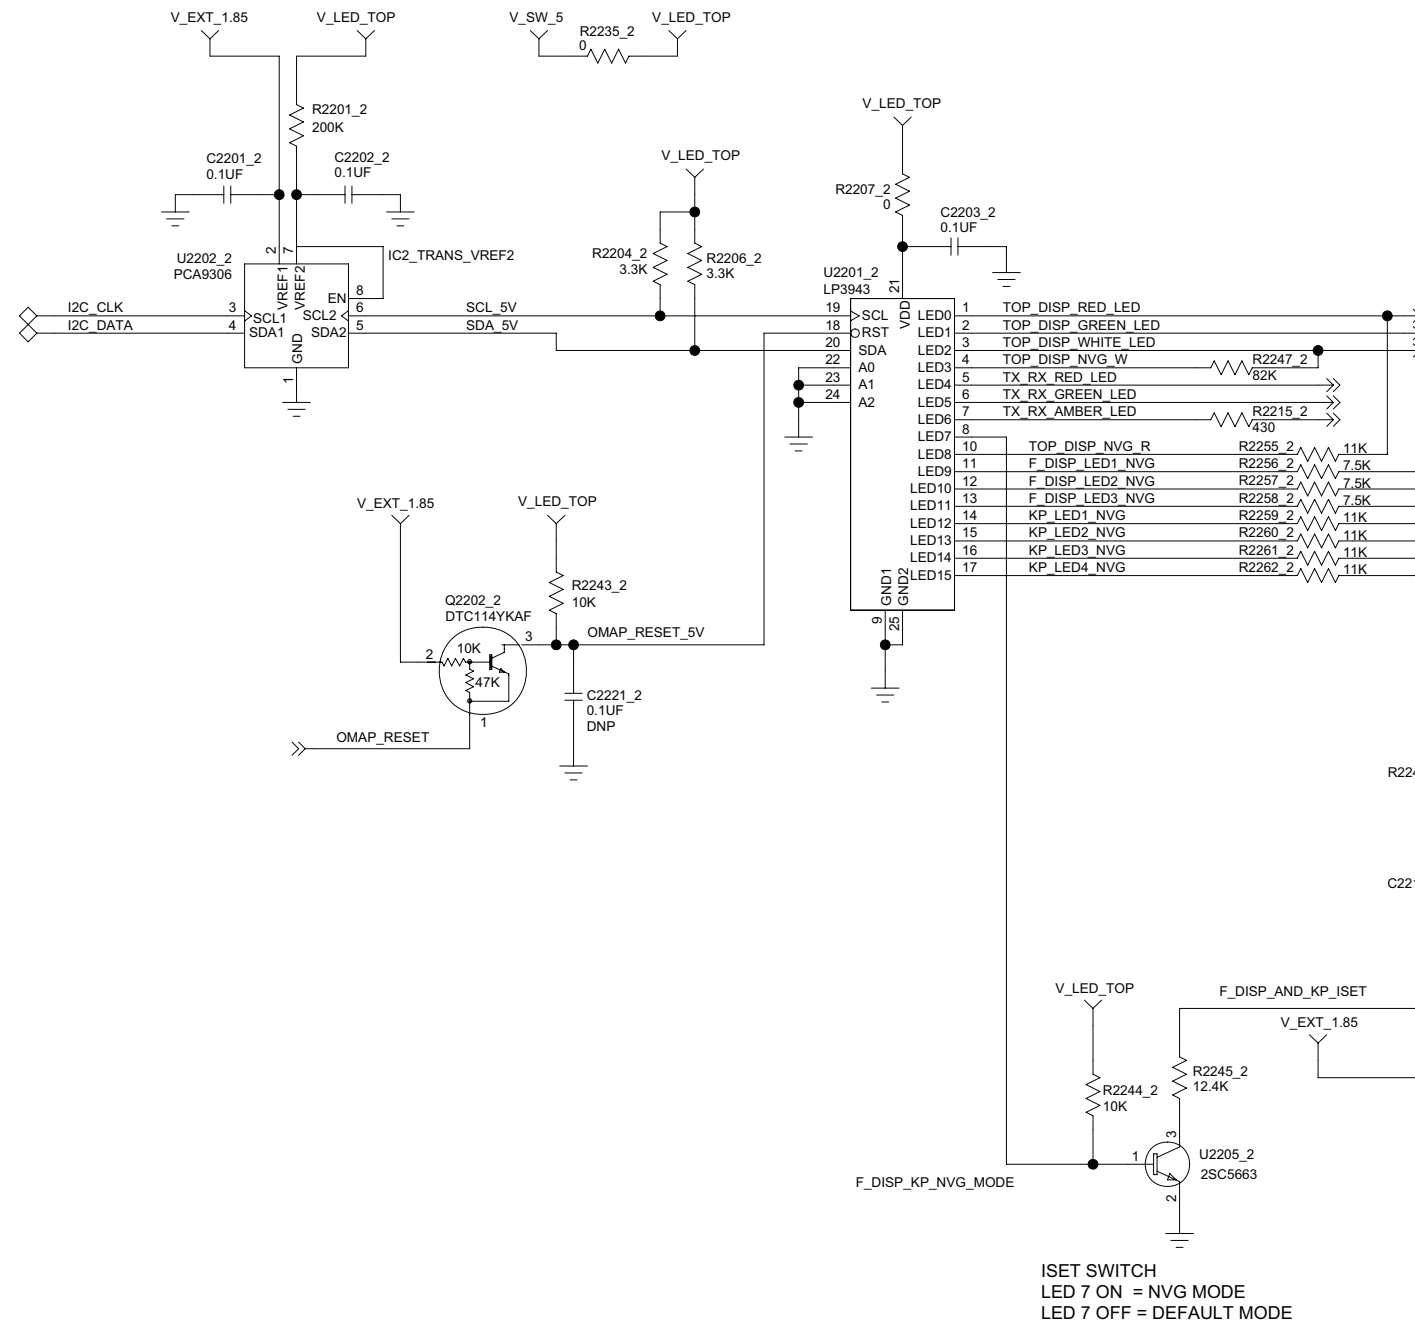 V_EXT_1.85
V_LED_TOP
V_SW_5
V_LED_TOP
R2235_2
0
R2201_2
200K
C2201_2
0.1UF
C2202_2
0.1UF
V_LED_TOP
V_LED_TOP
R2207_2
0
C2203_2
0.1UF
U2202_2
PCA9306
2
7
IC2_TRANS_VREF2
VREF1
VREF2
EN
8
I2C_CLK
3
SCL1
SCL2
6
SCL_5V
I2C_DATA
4
SDA1
SDA2
5
SDA_5V
GND
1
R2204_2
3.3K
R2206_2
3.3K
U2201_2
LP3943
21
VDD
19
SCL
18
RST
20
SDA
22
A0
23
A1
24
A2
LED0
1
TOP_DISP_RED_LED
LED1
2
TOP_DISP_GREEN_LED
LED2
3
TOP_DISP_WHITE_LED
LED3
4
TOP_DISP_NVG_W
R2247_2
82K
LED4
5
TX_RX_RED_LED
LED5
6
TX_RX_GREEN_LED
LED6
7
TX_RX_AMBER_LED
R2215_2
430
LED7
8
LED8
10
TOP_DISP_NVG_R
R2255_2
11K
LED9
11
F_DISP_LED1_NVG
R2256_2
7.5K
LED10
12
F_DISP_LED2_NVG
R2257_2
7.5K
LED11
13
F_DISP_LED3_NVG
R2258_2
7.5K
LED12
14
KP_LED1_NVG
R2259_2
11K
LED13
15
KP_LED2_NVG
R2260_2
11K
LED14
16
KP_LED3_NVG
R2261_2
11K
LED15
17
KP_LED4_NVG
R2262_2
11K
GND1
GND2
9
25
V_EXT_1.85
V_LED_TOP
R2243_2
10K
Q2202_2
DTC114YKAF
2
10K
47K
3
1
OMAP_RESET_5V
C2221_2
0.1UF
DNP
OMAP_RESET
R224
C221
V_LED_TOP
F_DISP_AND_KP_ISET
V_EXT_1.85
R2244_2
10K
R2245_2
12.4K
3
1
2
U2205_2
2SC5663
F_DISP_KP_NVG_MODE
ISET SWITCH
LED 7 ON = NVG MODE
LED 7 OFF = DEFAULT MODE